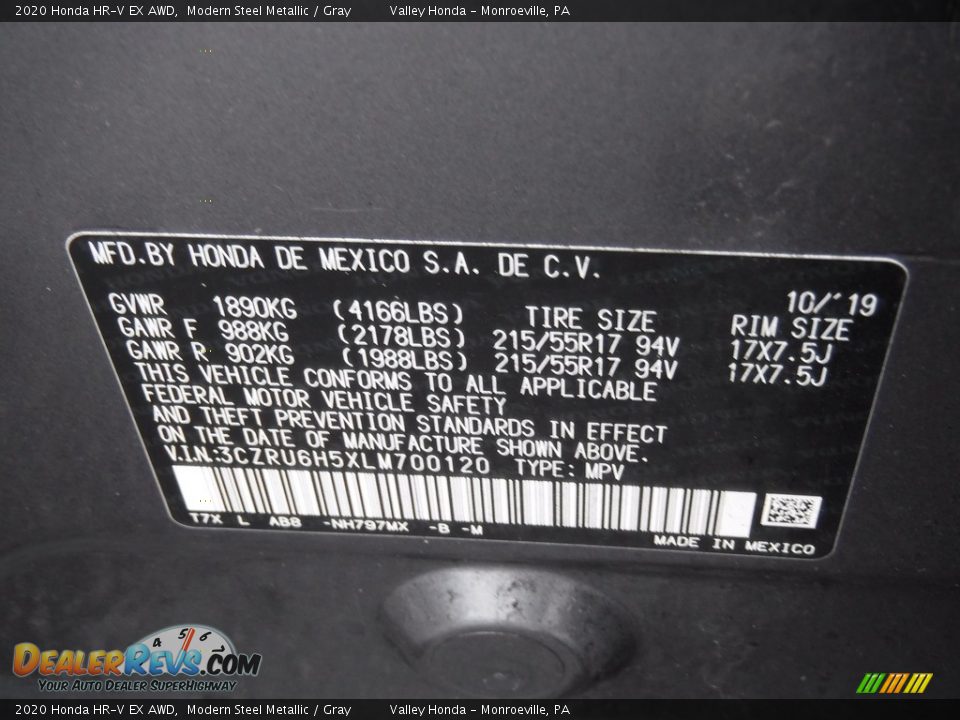 2020 Honda HR-V EX AWD, Modern Steel Metallic / Gray Valley Honda - Monroeville, PA
MFD.BY HONDA DE MEXICO S.A. DE C.V.
10/'19
GVWR 1890KG (4166LBS) TIRE SIZE RIM SIZE
GAWR F 988KG (2178LBS) 215/55R17 94V 17X7.5J
GAWR R 902KG (1988LBS) 215/55R17 94V 17X7.5J
THIS VEHICLE CONFORMS TO ALL APPLICABLE
FEDERAL MOTOR VEHICLE SAFETY
AND THEFT PREVENTION STANDARDS IN EFFECT
ON THE DATE OF MANUFACTURE SHOWN ABOVE.
V.I.N:3CZRU6H5XLM700120 TYPE: MPV
T7X L AB8 -NH797MX -B -M
MADE IN MEXICO
4 5 6
DEALERREVS.COM
YOUR AUTO DEALER SUPERHIGHWAY
2020 Honda HR-V EX AWD, Modern Steel Metallic / Gray Valley Honda - Monroeville, PA